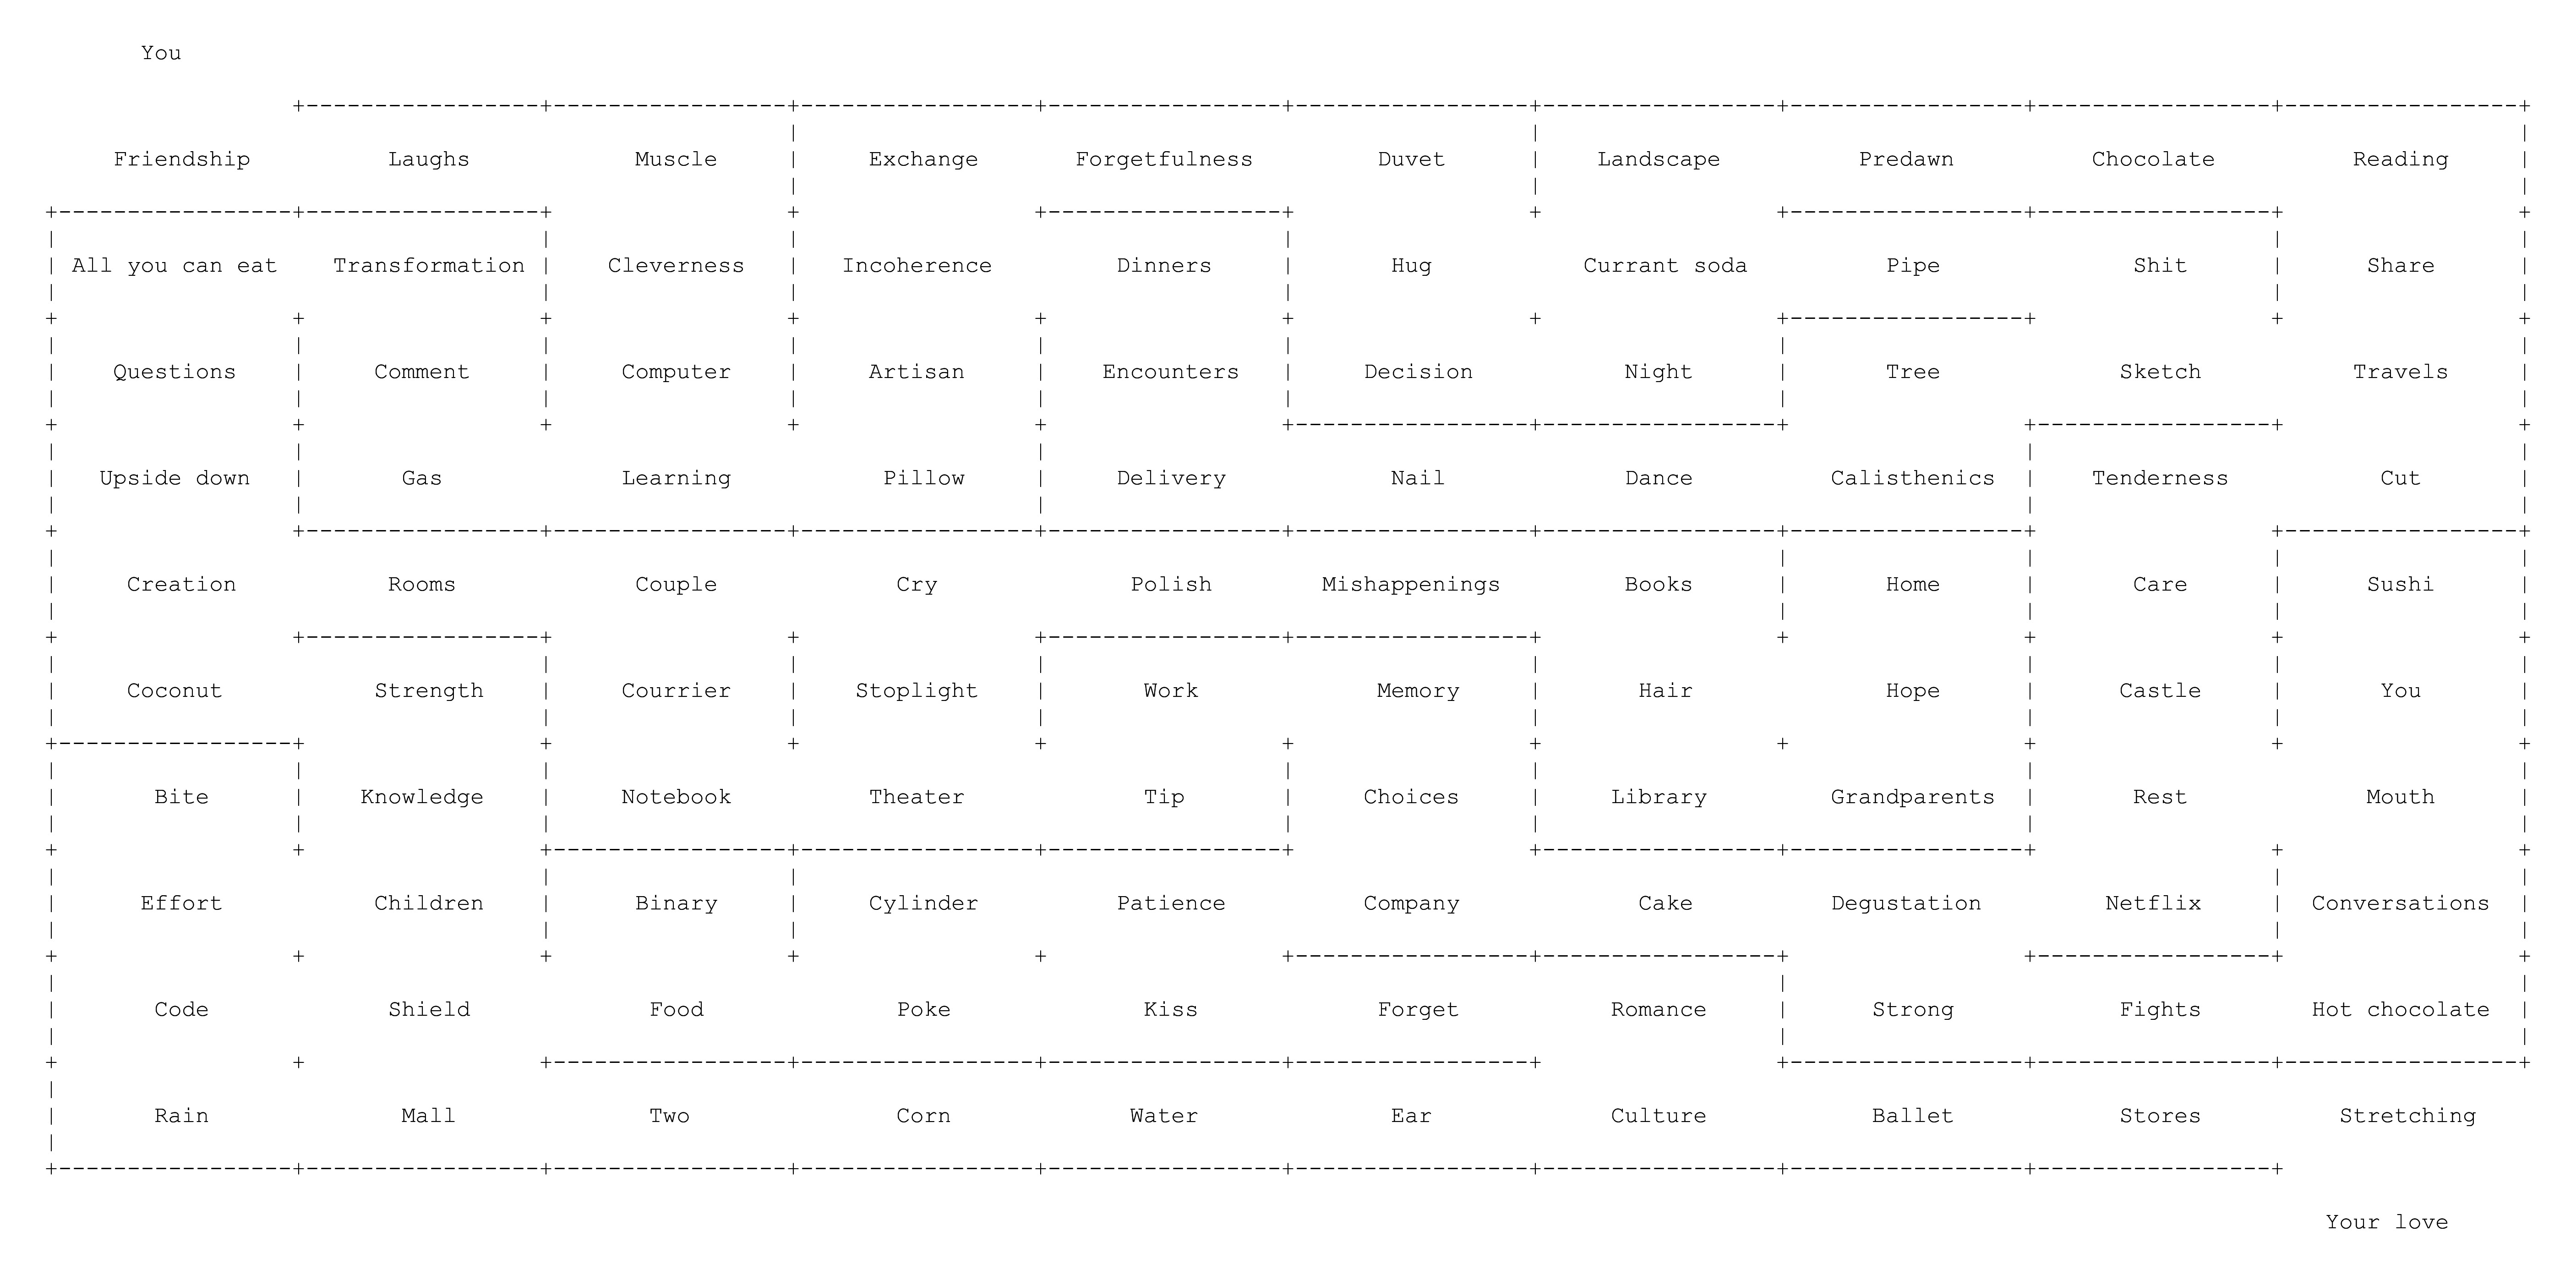 You
Friendship Laughs Muscle Exchange Forgetfulness Duvet Landscape Predawn Chocolate Reading
All you can eat Transformation Cleverness Incoherence Dinners Hug Currant soda Pipe Shit Share
Questions Comment Computer Artisan Encounters Decision Night Tree Sketch Travels
Upside down Gas Learning Pillow Delivery Nail Dance Calisthenics Tenderness Cut
Creation Rooms Couple Cry Polish Mishappenings Books Home Care Sushi
Coconut Strength Courrier Stoplight Work Memory Hair Hope Castle You
Bite Knowledge Notebook Theater Tip Choices Library Grandparents Rest Mouth
Effort Children Binary Cylinder Patience Company Cake Degustation Netflix Conversations
Code Shield Food Poke Kiss Forget Romance Strong Fights Hot chocolate
Rain Mall Two Corn Water Ear Culture Ballet Stores Stretching
Your love